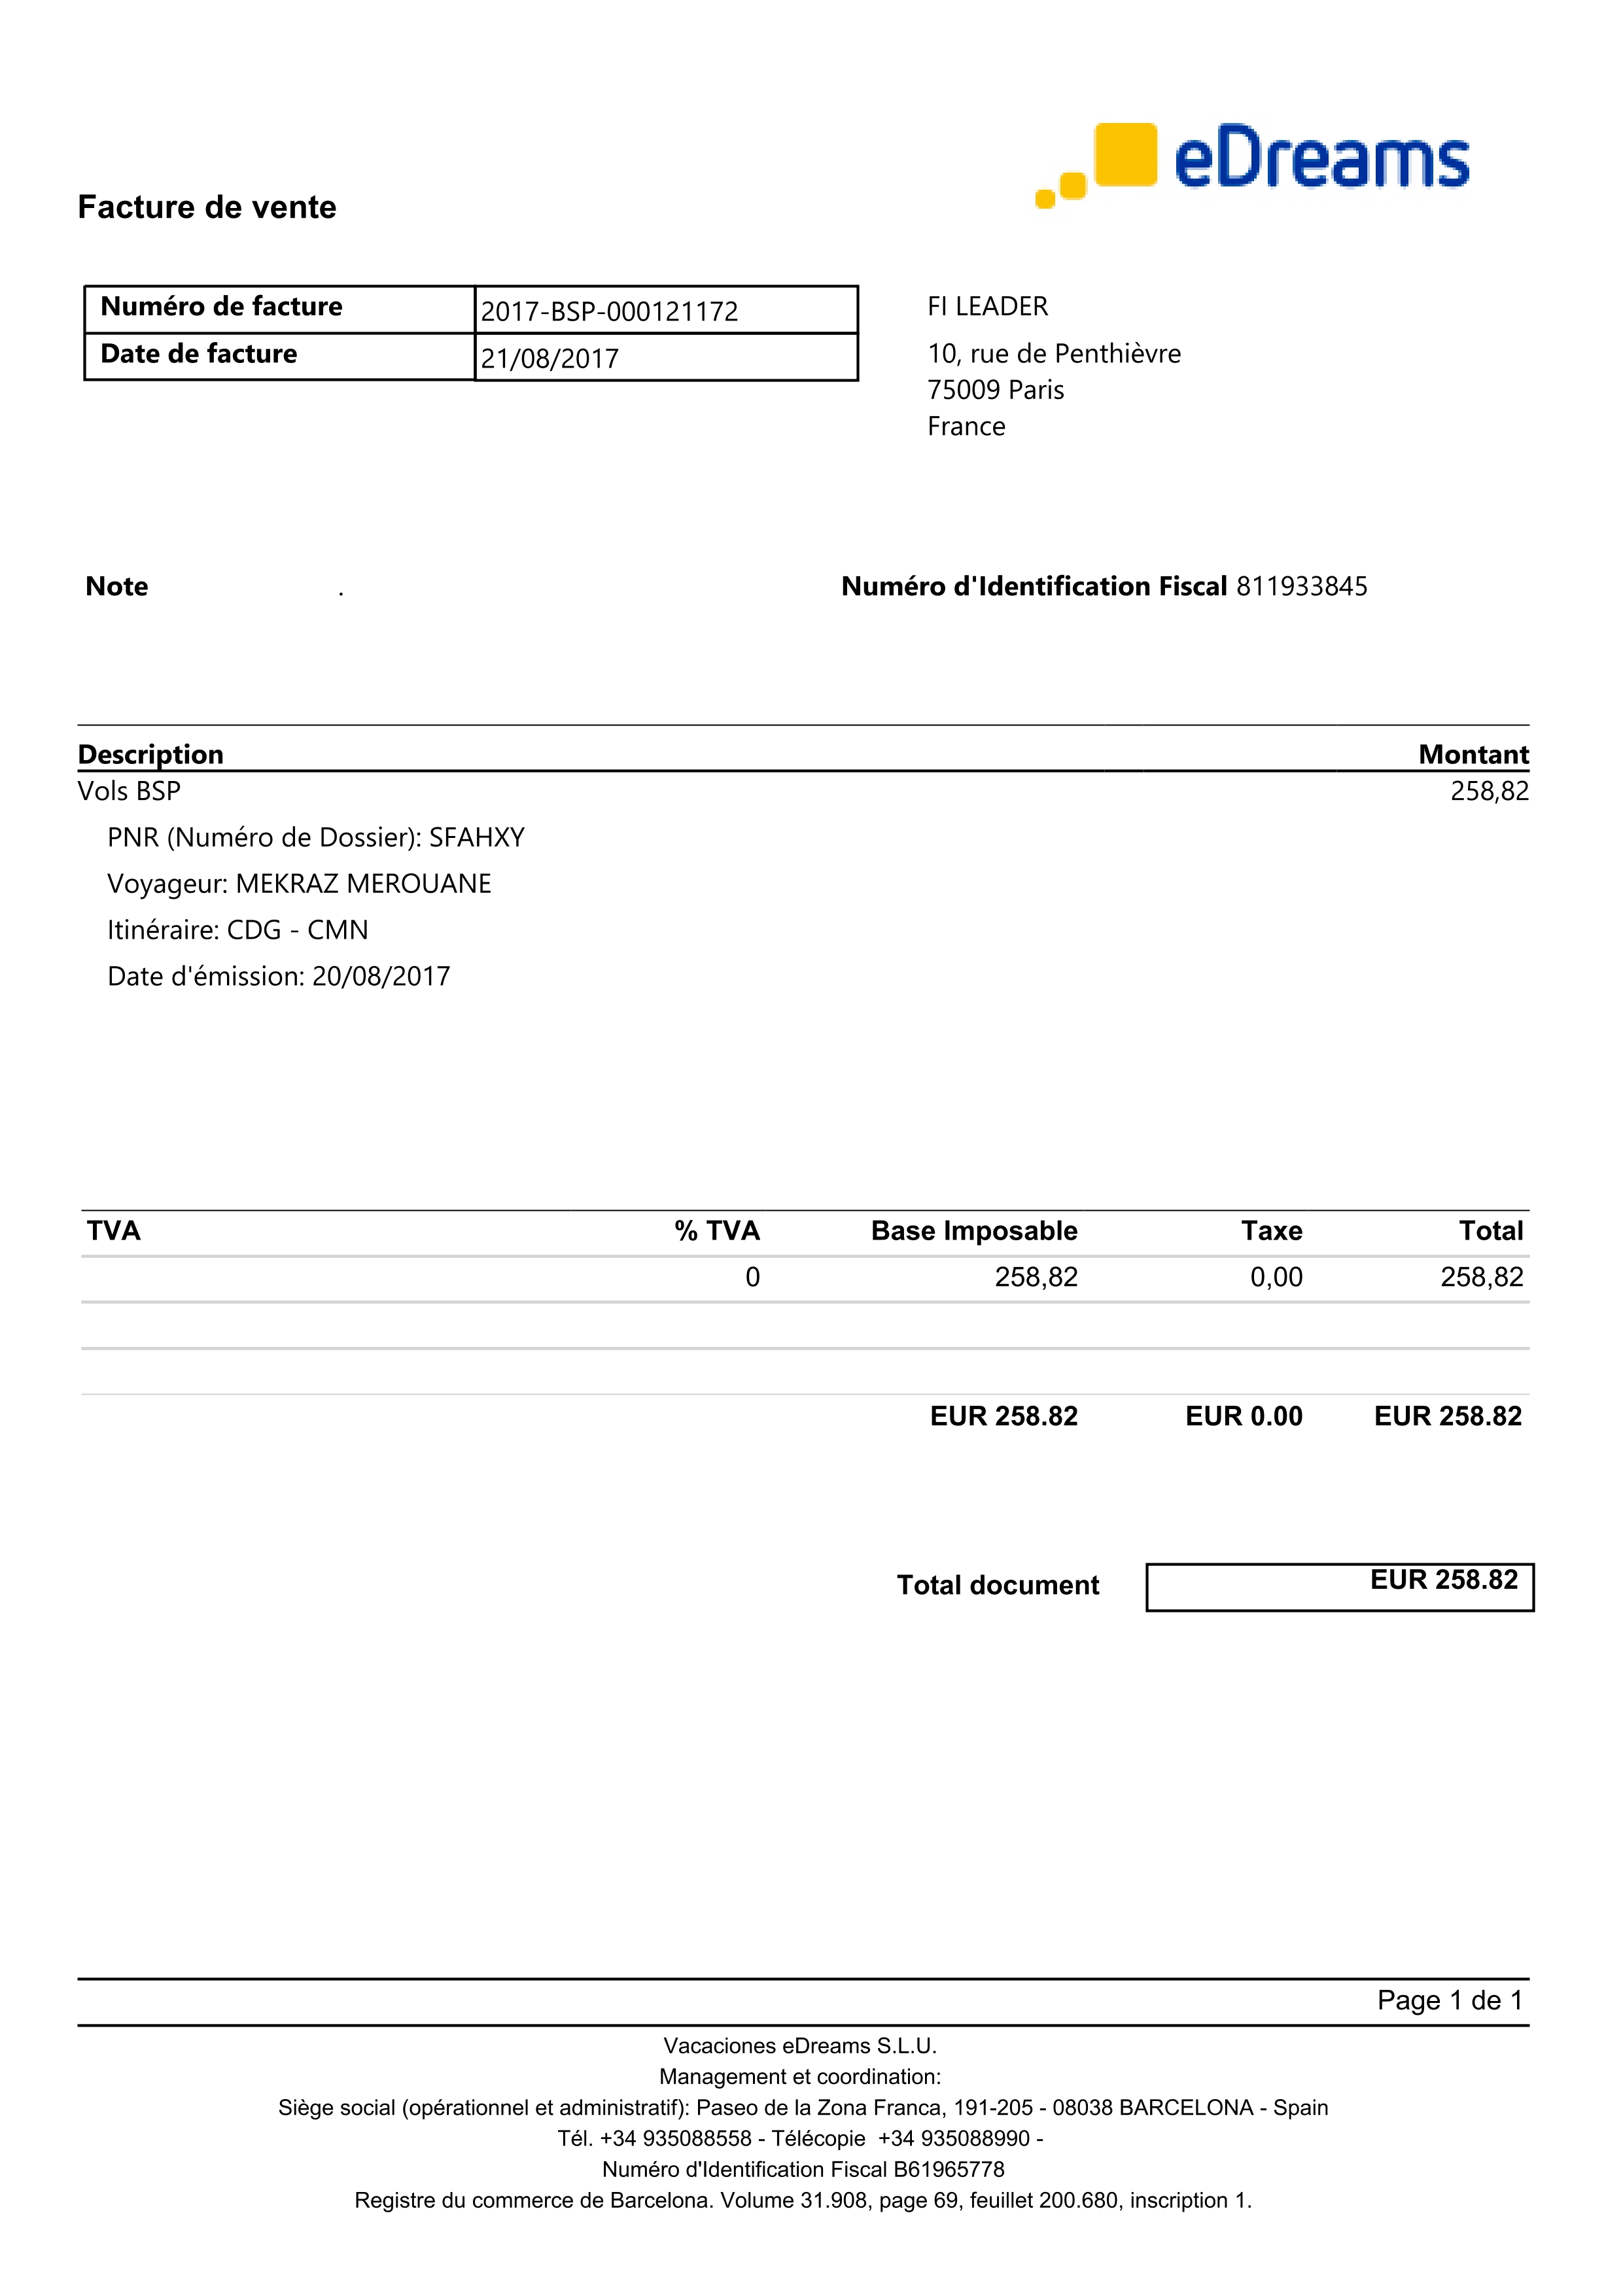 eDreams
Facture de vente
Numéro de facture 2017-BSP-000121172
Date de facture 21/08/2017
FI LEADER
10, rue de Penthièvre
75009 Paris
France
Note . Numéro d'Identification Fiscal 811933845
Description Montant
Vols BSP 258,82
PNR (Numéro de Dossier): SFAHXY
Voyageur: MEKRAZ MEROUANE
Itinéraire: CDG - CMN
Date d'émission: 20/08/2017
TVA % TVA Base Imposable Taxe Total
0 258,82 0,00 258,82
EUR 258.82 EUR 0.00 EUR 258.82
Total document EUR 258.82
Page 1 de 1
Vacaciones eDreams S.L.U.
Management et coordination:
Siège social (opérationnel et administratif): Paseo de la Zona Franca, 191-205 - 08038 BARCELONA - Spain
Tél. +34 935088558 - Télécopie +34 935088990 -
Numéro d'Identification Fiscal B61965778
Registre du commerce de Barcelona. Volume 31.908, page 69, feuillet 200.680, inscription 1.